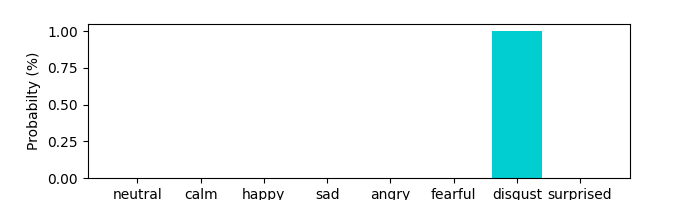 1.00
0.75
0.50
0.25
0.00
Probabilty (%)
neutral calm happy sad angry fearful disgust surprised